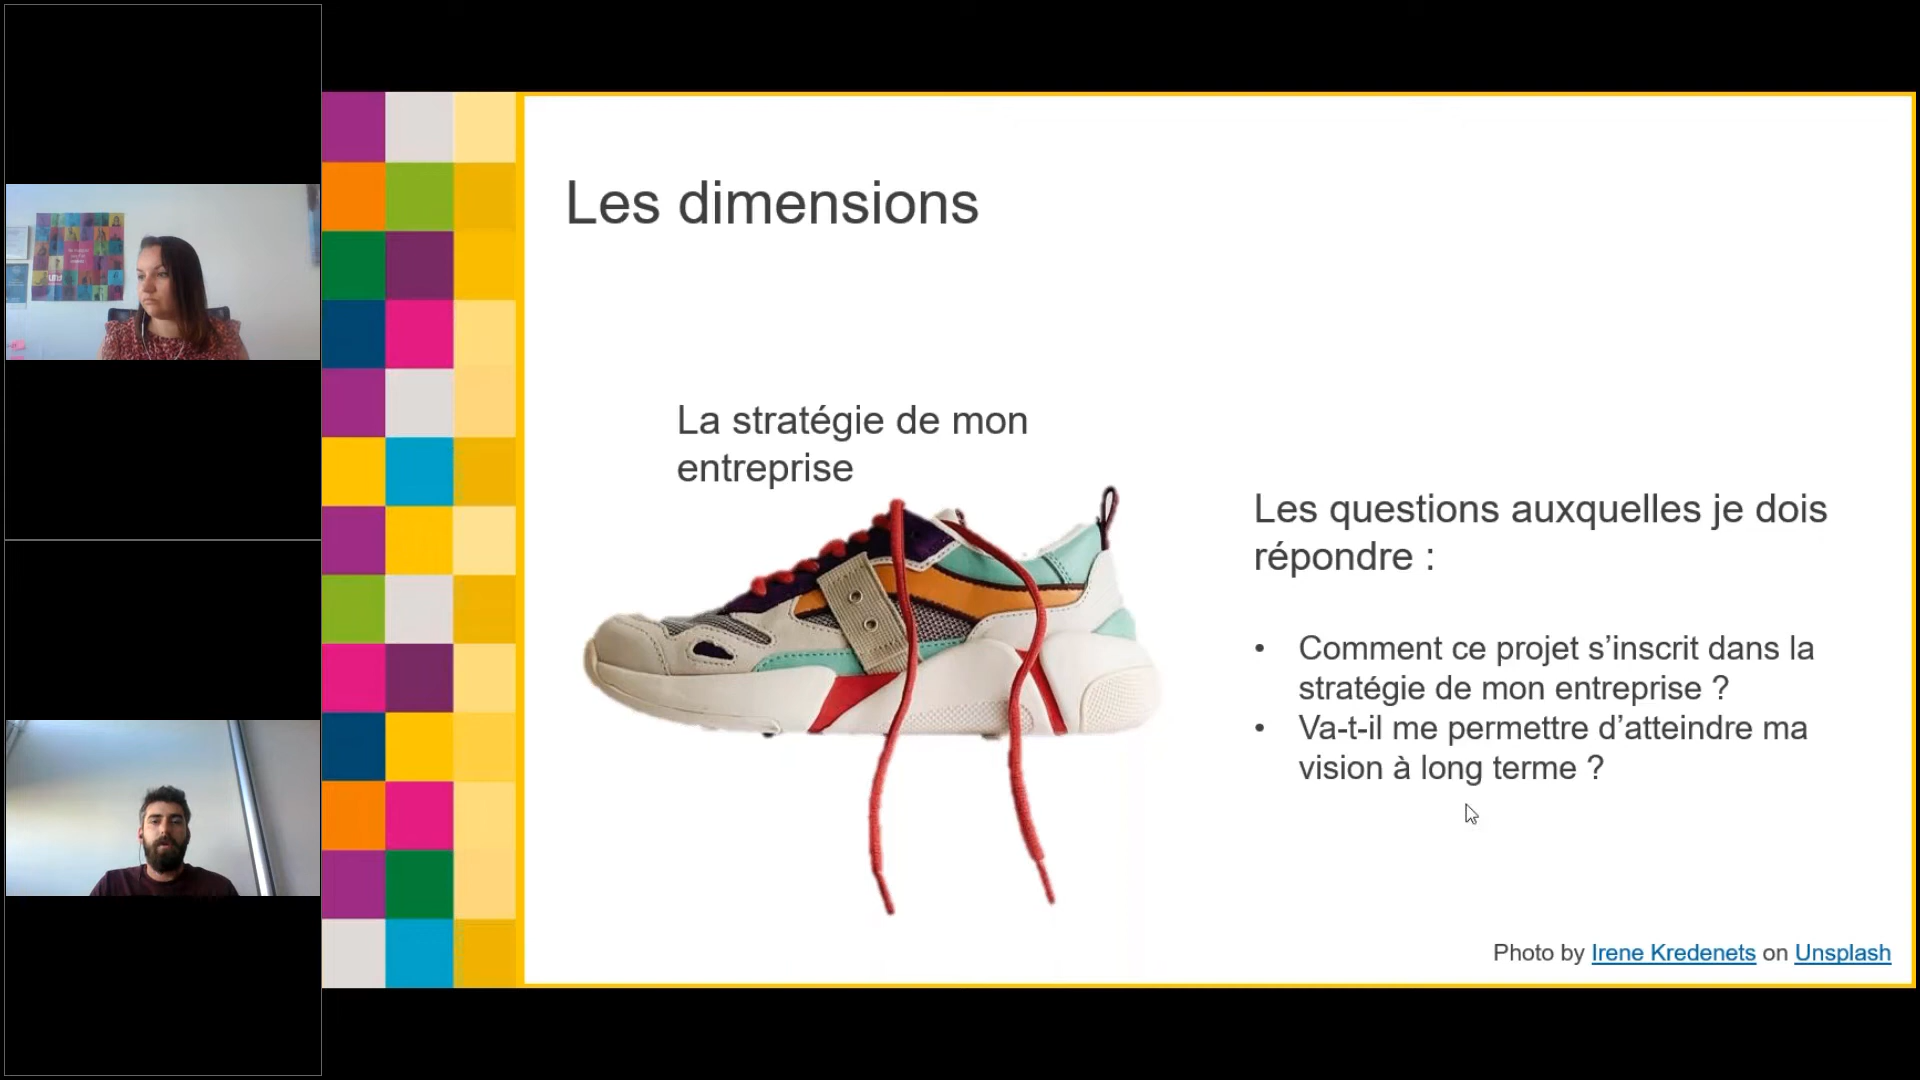 Les dimensions
La stratégie de mon
entreprise
Les questions auxquelles je dois
répondre :
• Comment ce projet s’inscrit dans la
stratégie de mon entreprise ?
• Va-t-il me permettre d’atteindre ma
vision à long terme ?
Photo by Irene Kredenets on Unsplash